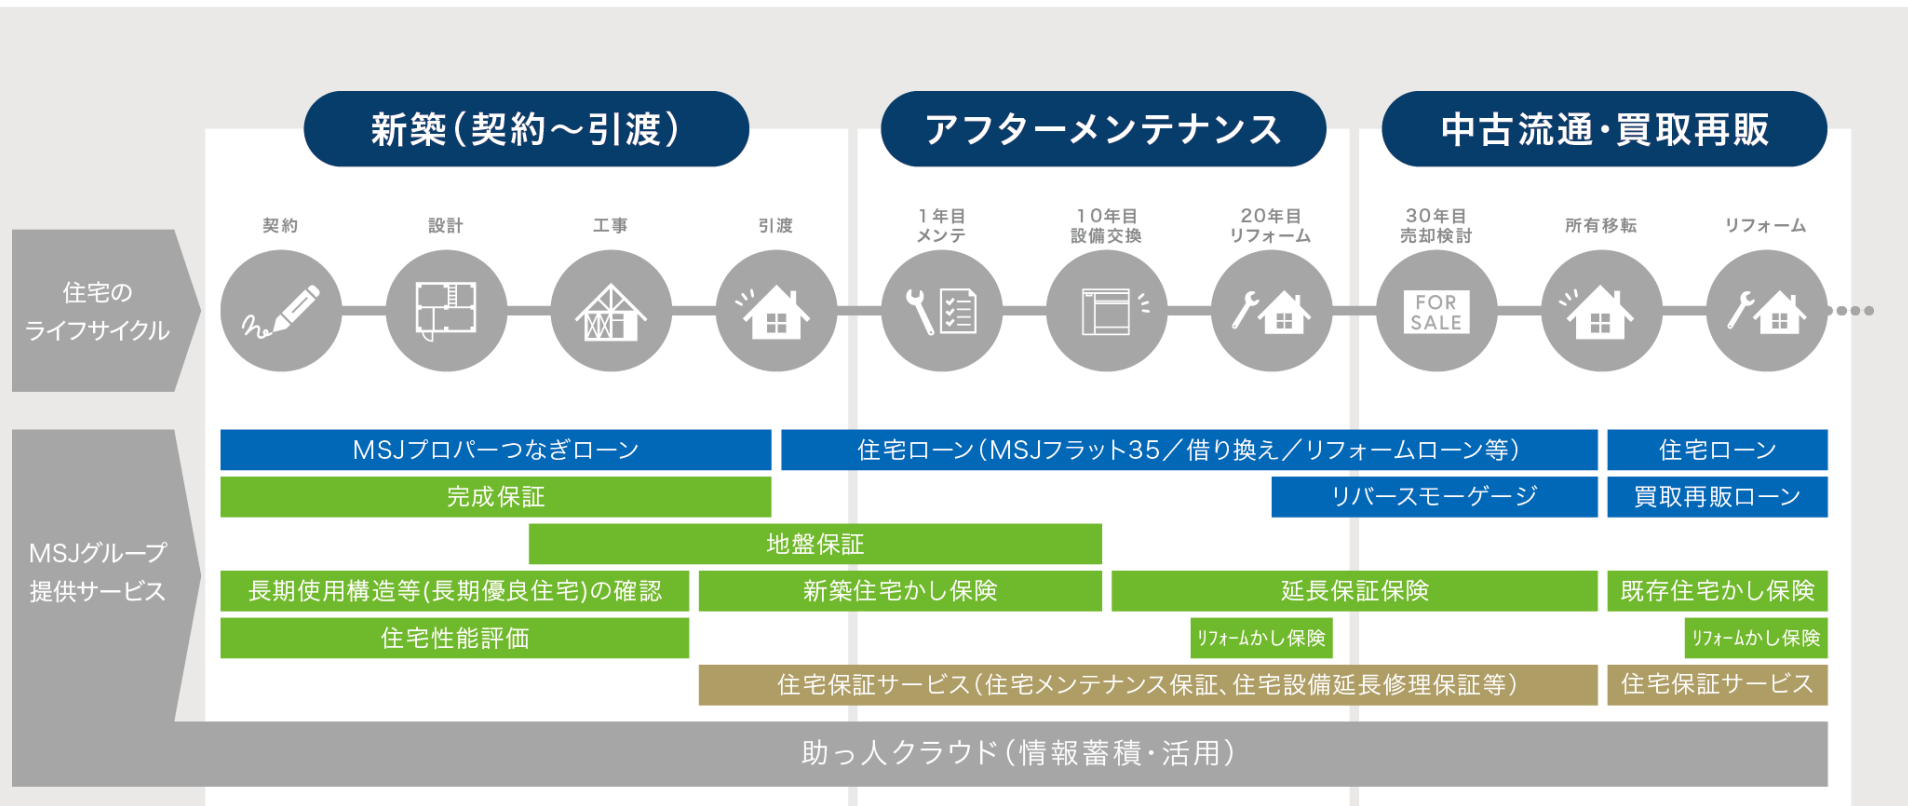 新築（契約～引渡）
アフターメンテナンス
中古流通・買取再販
住宅の
ライフサイクル
契約
設計
工事
引渡
1年目
メンテ
10年目
設備交換
20年目
リフォーム
30年目
売却検討
所有移転
リフォーム
FOR
SALE
MSJグループ
提供サービス
MSJプロパーつなぎローン
住宅ローン（MSJフラット35／借り換え／リフォームローン等）
住宅ローン
完成保証
リバースモーゲージ
買取再販ローン
地盤保証
長期使用構造等(長期優良住宅)の確認
新築住宅かし保険
延長保証保険
既存住宅かし保険
住宅性能評価
ﾘﾌｫｰﾑかし保険
ﾘﾌｫｰﾑかし保険
住宅保証サービス（住宅メンテナンス保証、住宅設備延長修理保証等）
住宅保証サービス
助っ人クラウド（情報蓄積・活用）